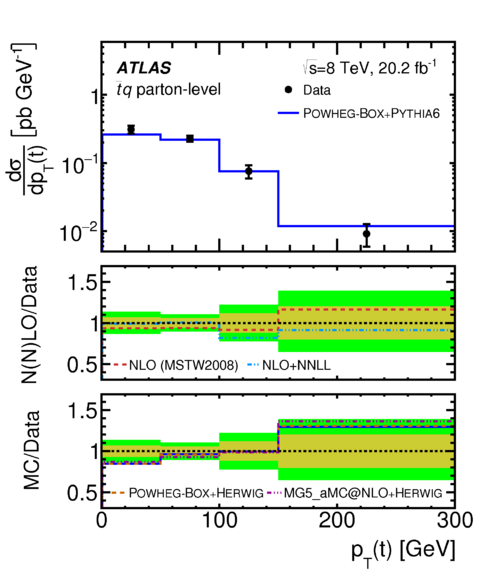 ATLAS
√s=8 TeV, 20.2 fb⁻¹
t̄q parton-level
Data
POWHEG-BOX+PYTHIA6
dσ/dp_T(t) [pb GeV⁻¹]
1
10⁻¹
10⁻²
N(N)LO/Data
1.5
1
0.5
NLO (MSTW2008)
NLO+NNLL
MC/Data
1.5
1
0.5
POWHEG-BOX+HERWIG
MG5_aMC@NLO+HERWIG
0 100 200 300
p_T(t) [GeV]